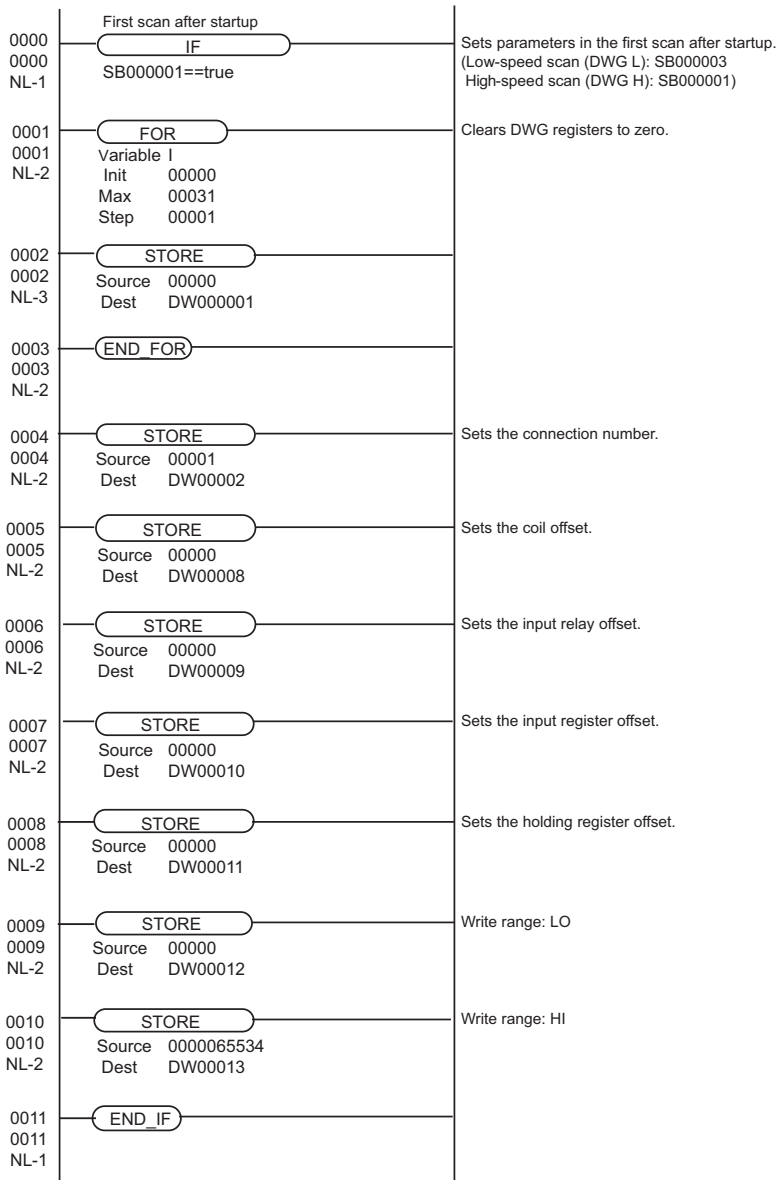 First scan after startup
0000
0000
NL-1
IF
SB000001==true
Sets parameters in the first scan after startup.
(Low-speed scan (DWG L): SB000003
High-speed scan (DWG H): SB000001)
0001
0001
NL-2
FOR
Variable I
Init 00000
Max 00031
Step 00001
Clears DWG registers to zero.
0002
0002
NL-3
STORE
Source 00000
Dest DW000001
0003
0003
NL-2
END_FOR
0004
0004
NL-2
STORE
Source 00001
Dest DW00002
Sets the connection number.
0005
0005
NL-2
STORE
Source 00000
Dest DW00008
Sets the coil offset.
0006
0006
NL-2
STORE
Source 00000
Dest DW00009
Sets the input relay offset.
0007
0007
NL-2
STORE
Source 00000
Dest DW00010
Sets the input register offset.
0008
0008
NL-2
STORE
Source 00000
Dest DW00011
Sets the holding register offset.
0009
0009
NL-2
STORE
Source 00000
Dest DW00012
Write range: LO
0010
0010
NL-2
STORE
Source 0000065534
Dest DW00013
Write range: HI
0011
0011
NL-1
END_IF